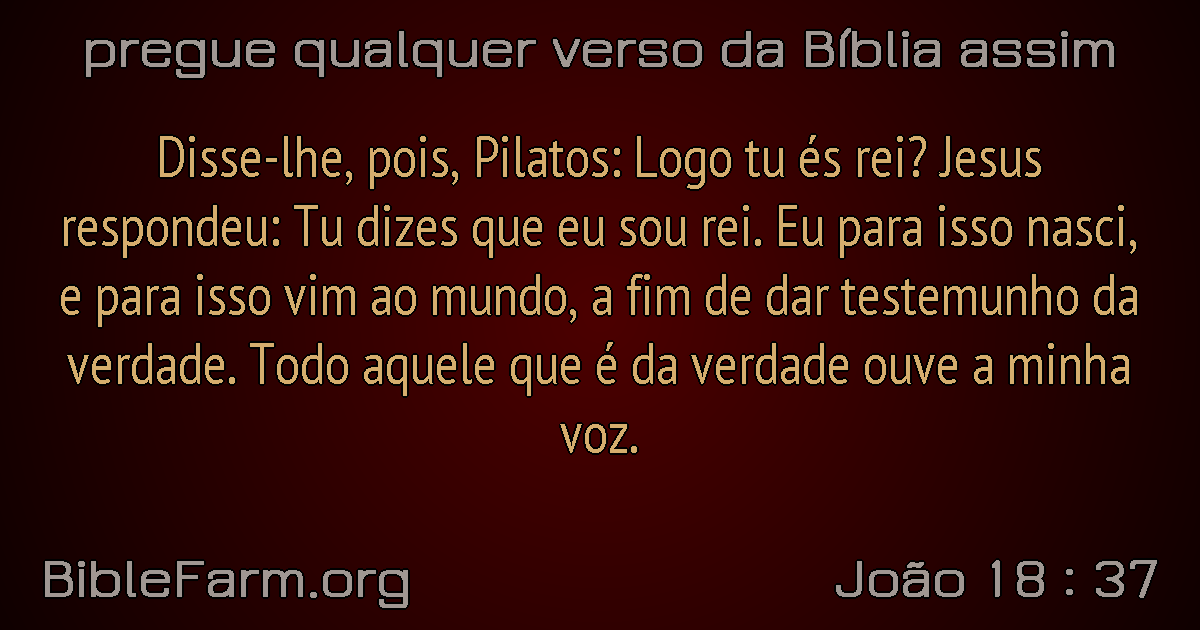 pregue qualquer verso da Bíblia assim
Disse-lhe, pois, Pilatos: Logo tu és rei? Jesus
respondeu: Tu dizes que eu sou rei. Eu para isso nasci,
e para isso vim ao mundo, a fim de dar testemunho da
verdade. Todo aquele que é da verdade ouve a minha
voz.
BibleFarm.org
João 18 : 37